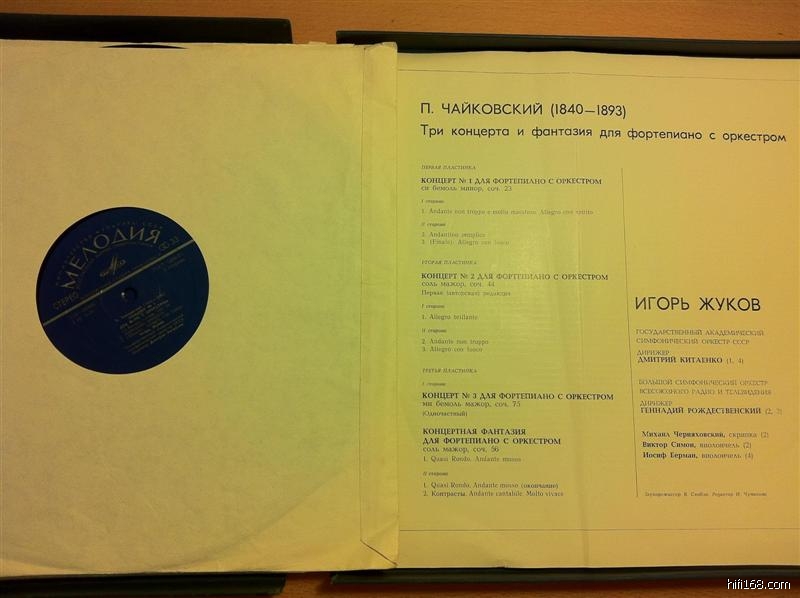 МЕЛОДИЯ
СТЕРЕО
33
П. ЧАЙКОВСКИЙ (1840—1893)
Три концерта и фантазия для фортепиано с оркестром
ПЕРВАЯ ПЛАСТИНКА
КОНЦЕРТ № 1 ДЛЯ ФОРТЕПИАНО С ОРКЕСТРОМ
си бемоль минор, соч. 23
I сторона
1. Andante non troppo e molto maestoso. Allegro con spirito
II сторона
2. Andantino semplice
3. (Finale). Allegro con fuoco
ВТОРАЯ ПЛАСТИНКА
КОНЦЕРТ № 2 ДЛЯ ФОРТЕПИАНО С ОРКЕСТРОМ
соль мажор, соч. 44
Первая (авторская) редакция
I сторона
1. Allegro brillante
II сторона
2. Andante non troppo
3. Allegro con fuoco
ТРЕТЬЯ ПЛАСТИНКА
I сторона
КОНЦЕРТ № 3 ДЛЯ ФОРТЕПИАНО С ОРКЕСТРОМ
ми бемоль мажор, соч. 75
(Одночастный)
КОНЦЕРТНАЯ ФАНТАЗИЯ
ДЛЯ ФОРТЕПИАНО С ОРКЕСТРОМ
соль мажор, соч. 56
1. Quasi Rondo. Andante mosso
II сторона
1. Quasi Rondo. Andante mosso (окончание)
2. Контрасты. Andante cantabile. Molto vivace
ИГОРЬ ЖУКОВ
ГОСУДАРСТВЕННЫЙ АКАДЕМИЧЕСКИЙ
СИМФОНИЧЕСКИЙ ОРКЕСТР СССР
ДИРИЖЕР
ДМИТРИЙ КИТАЕНКО (1, 4)
БОЛЬШОЙ СИМФОНИЧЕСКИЙ ОРКЕСТР
ВСЕСОЮЗНОГО РАДИО И ТЕЛЕВИДЕНИЯ
ДИРИЖЕР
ГЕННАДИЙ РОЖДЕСТВЕНСКИЙ (2, 3)
Михаил Черняховский, скрипка (2)
Виктор Симон, виолончель (2)
Иосиф Берман, виолончель (4)
Звукорежиссер В. Скобло. Редактор И.
hifi168.com